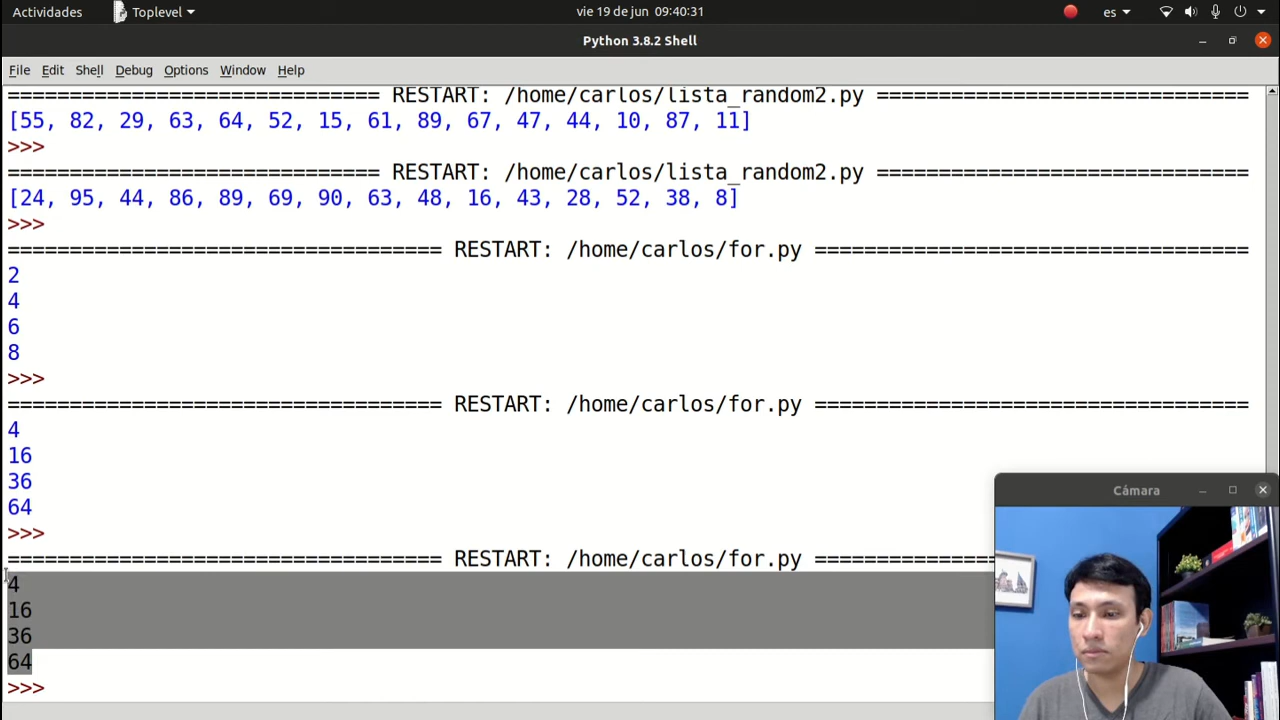 Actividades Toplevel vie 19 de jun 09:40:31 es
Python 3.8.2 Shell
File Edit Shell Debug Options Window Help
============================== RESTART: /home/carlos/lista_random2.py ==============================
[55, 82, 29, 63, 64, 52, 15, 61, 89, 67, 47, 44, 10, 87, 11]
>>>
============================== RESTART: /home/carlos/lista_random2.py ==============================
[24, 95, 44, 86, 89, 69, 90, 63, 48, 16, 43, 28, 52, 38, 8]
>>>
=================================== RESTART: /home/carlos/for.py ===================================
2
4
6
8
>>>
=================================== RESTART: /home/carlos/for.py ===================================
4
16
36
64
>>>
=================================== RESTART: /home/carlos/for.py ===============
4
16
36
64
>>>
Cámara